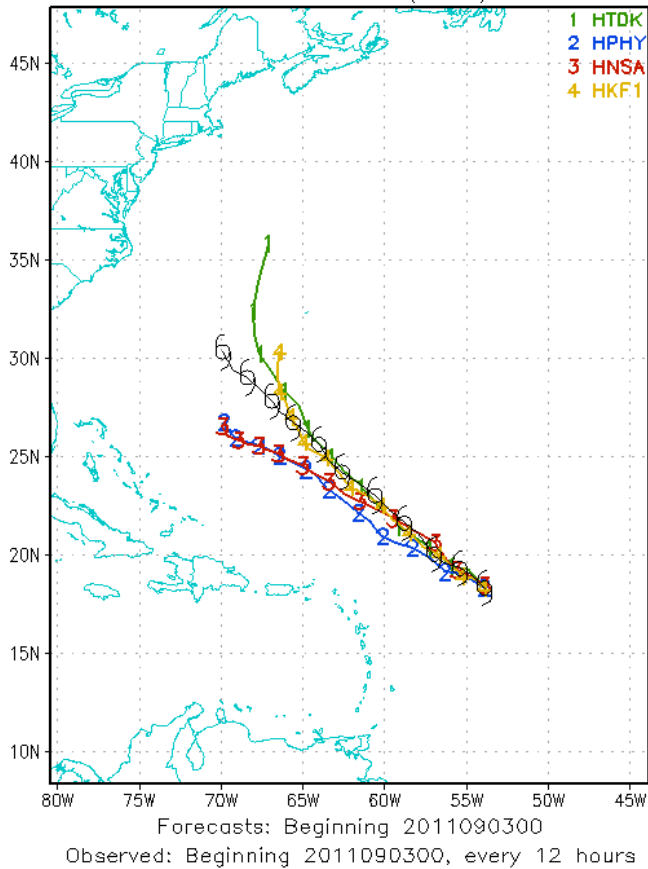 1 HTDK
2 HPHY
3 HNSA
4 HKF1
45N
40N
35N
30N
25N
20N
15N
10N
80W 75W 70W 65W 60W 55W 50W 45W
Forecasts: Beginning 2011090300
Observed: Beginning 2011090300, every 12 hours